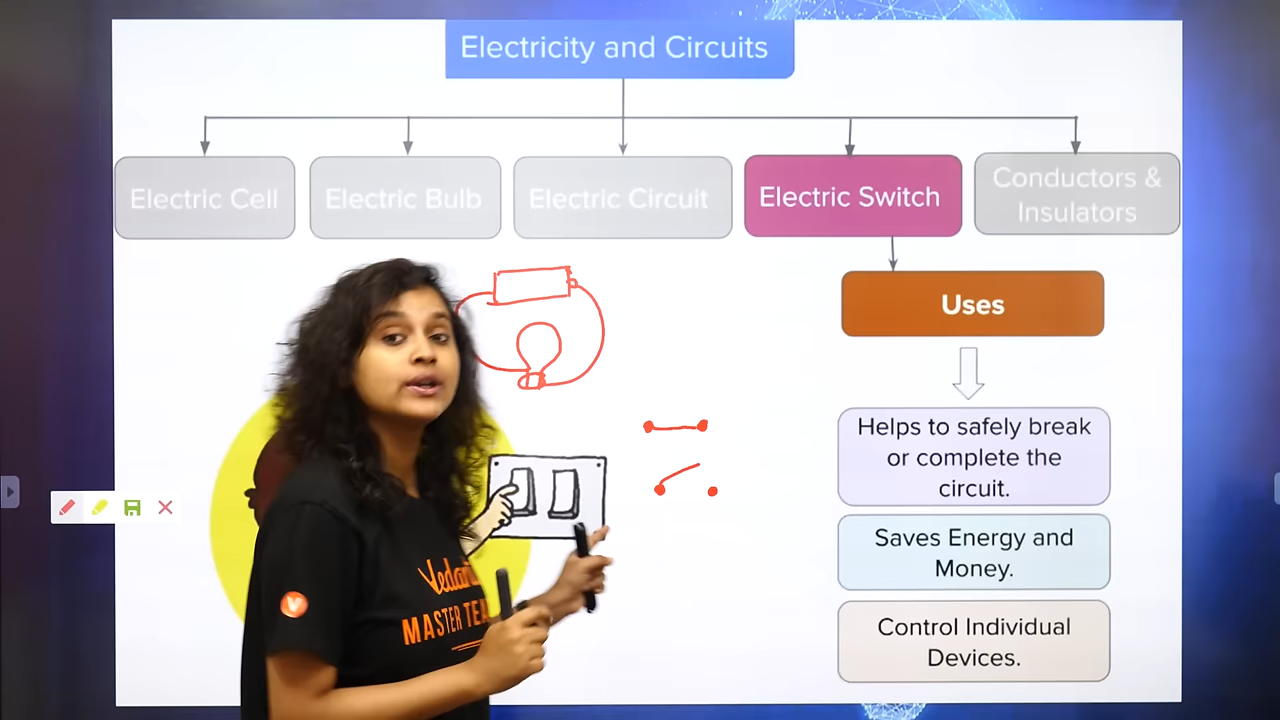 Electricity and Circuits
Electric Cell
Electric Bulb
Electric Circuit
Electric Switch
Conductors &
Insulators
Uses
Helps to safely break
or complete the
circuit.
Saves Energy and
Money.
Control Individual
Devices.
MASTER